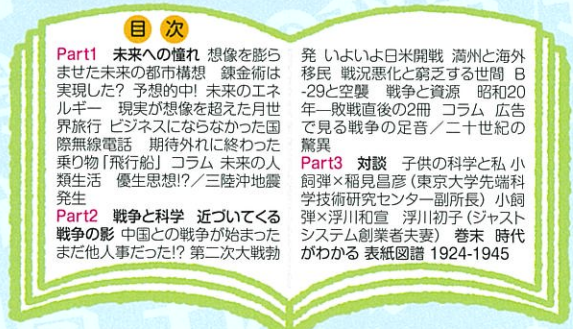 目 次
Part1 未来への憧れ 想像を膨ら
ませた未来の都市構想 錬金術は
実現した? 予想的中! 未来のエネ
ルギー 現実が想像を超えた月世
界旅行 ビジネスにならなかった国
際無線電話 期待外れに終わった
乗り物「飛行船」 コラム 未来の人
類生活 優生思想!?/三陸沖地震
発生
Part2 戦争と科学 近づいてくる
戦争の影 中国との戦争が始まった
まだ他人事だった!? 第二次大戦勃
発 いよいよ日米開戦 満州と海外
移民 戦況悪化と窮乏する世間 B
-29と空襲 戦争と資源 昭和20
年―敗戦直後の2冊 コラム 広告
で見る戦争の足音/二十世紀の
驚異
Part3 対談 子供の科学と私 小
飼弾×稲見昌彦(東京大学先端科
学技術研究センター副所長) 小飼
弾×浮川和宣 浮川初子(ジャスト
システム創業者夫妻) 巻末 時代
がわかる 表紙図譜 1924-1945